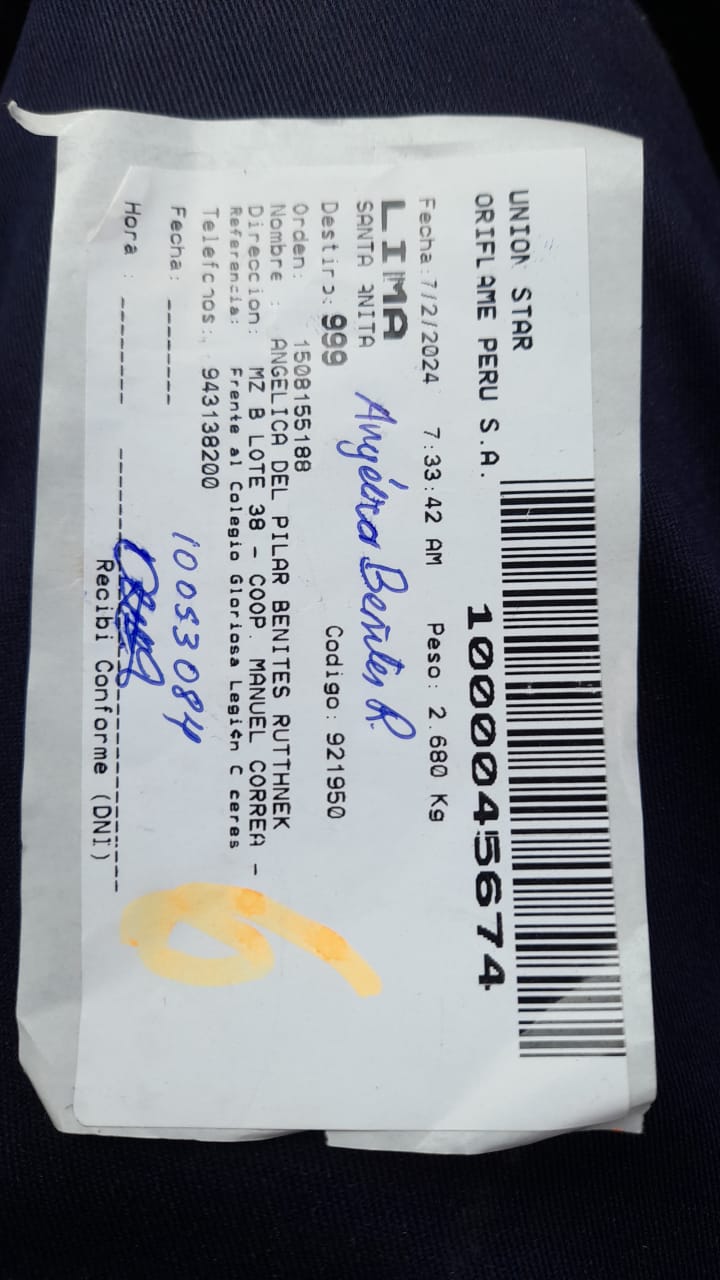 UNION STAR
ORIFLAME PERU S.A.
1000045674
Fecha:7/2/2024 7:33:42 AM Peso: 2.680 Kg
LIMA
SANTA ANITA
Angélica Benites R.
Destino: 999 Codigo: 921950
Orden: 1508155188
Nombre : ANGELICA DEL PILAR BENITES RUTTHNEK
Direccion: MZ B LOTE 38 - COOP. MANUEL CORREA -
Referencia: Frente al Colegio Gloriosa Legi¢n C ceres
Telefonos: 943138200
Fecha: -------- 10053084
Hora : --------
Recibi Conforme (DNI)
6